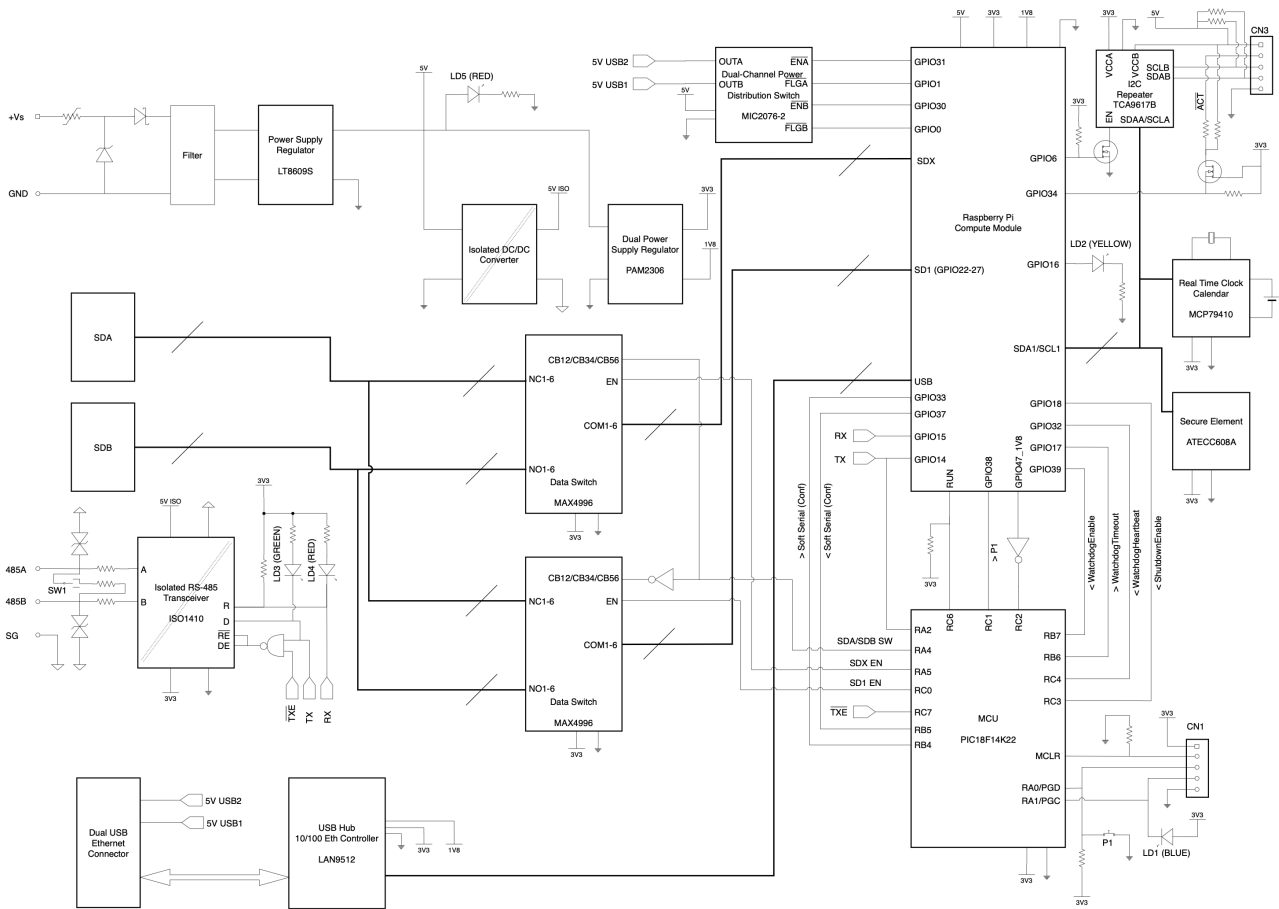 5V
3V3
1V8
3V3
5V
CN3
5V USB2
5V USB1
5V
OUTA
OUTB
ENA
Dual-Channel Power
FLGA
Distribution Switch
ENB
MIC2076-2
FLGB
GPIO31
GPIO1
GPIO30
GPIO0
SDX
SD1 (GPIO22-27)
USB
GPIO33
GPIO37
GPIO15
GPIO14
RX
TX
Raspberry Pi
Compute Module
GPIO6
GPIO34
GPIO16
SDA1/SCL1
GPIO18
GPIO32
GPIO17
GPIO39
RUN
GPIO38
GPIO47_1V8
VCCA
VCCB
SCLB
SDAB
I2C
Repeater
TCA9617B
EN
SDAA/SCLA
3V3
ACT
3V3
LD2 (YELLOW)
Real Time Clock
Calendar
MCP79410
3V3
Secure Element
ATECC608A
3V3
+Vs
GND
Filter
Power Supply
Regulator
LT8609S
5V
LD5 (RED)
5V ISO
Isolated DC/DC
Converter
3V3
1V8
Dual Power
Supply Regulator
PAM2306
SDA
SDB
CB12/CB34/CB56
NC1-6
EN
COM1-6
NO1-6
Data Switch
MAX4996
3V3
CB12/CB34/CB56
NC1-6
EN
COM1-6
NO1-6
Data Switch
MAX4996
3V3
5V ISO
3V3
LD3 (GREEN)
LD4 (RED)
485A
SW1
485B
SG
A
B
Isolated RS-485
Transceiver
ISO1410
R
D
RE
DE
3V3
TXE
TX
RX
> Soft Serial (Conf)
< Soft Serial (Conf)
3V3
> P1
< WatchdogEnable
> WatchdogTimeout
< WatchdogHeartbeat
< ShutdownEnable
SDA/SDB SW
SDX EN
SD1 EN
TXE
RC6
RC1
RC2
RA2
RA4
RA5
RC0
RC7
RB5
RB4
MCU
PIC18F14K22
RB7
RB6
RC4
RC3
MCLR
RA0/PGD
RA1/PGC
3V3
3V3
CN1
3V3
P1
LD1 (BLUE)
3V3
Dual USB
Ethernet
Connector
5V USB2
5V USB1
USB Hub
10/100 Eth Controller
LAN9512
3V3
1V8